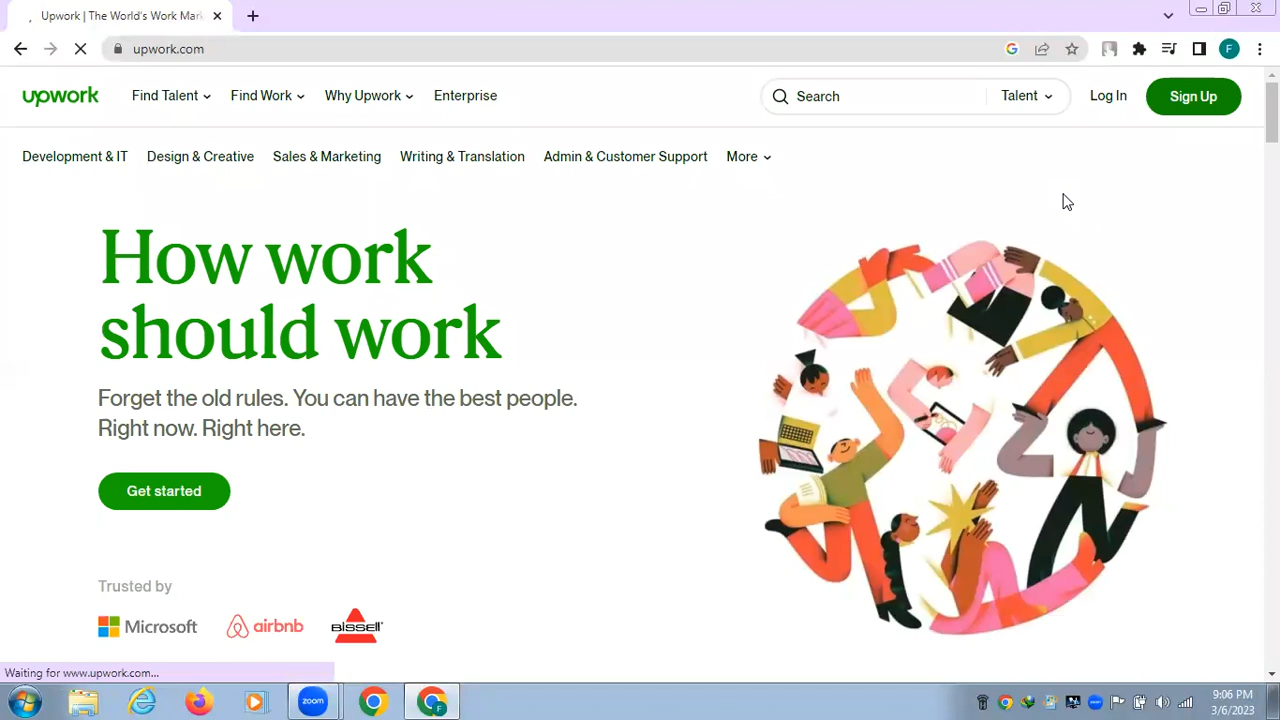 Upwork | The World's Work Mark
upwork.com
F
upwork Find Talent Find Work Why Upwork Enterprise Search Talent Log In Sign Up
Development & IT Design & Creative Sales & Marketing Writing & Translation Admin & Customer Support More
How work
should work
Forget the old rules. You can have the best people.
Right now. Right here.
Get started
Trusted by
Microsoft airbnb BISSELL
Waiting for www.upwork.com...
zoom F
9:06 PM
3/6/2023